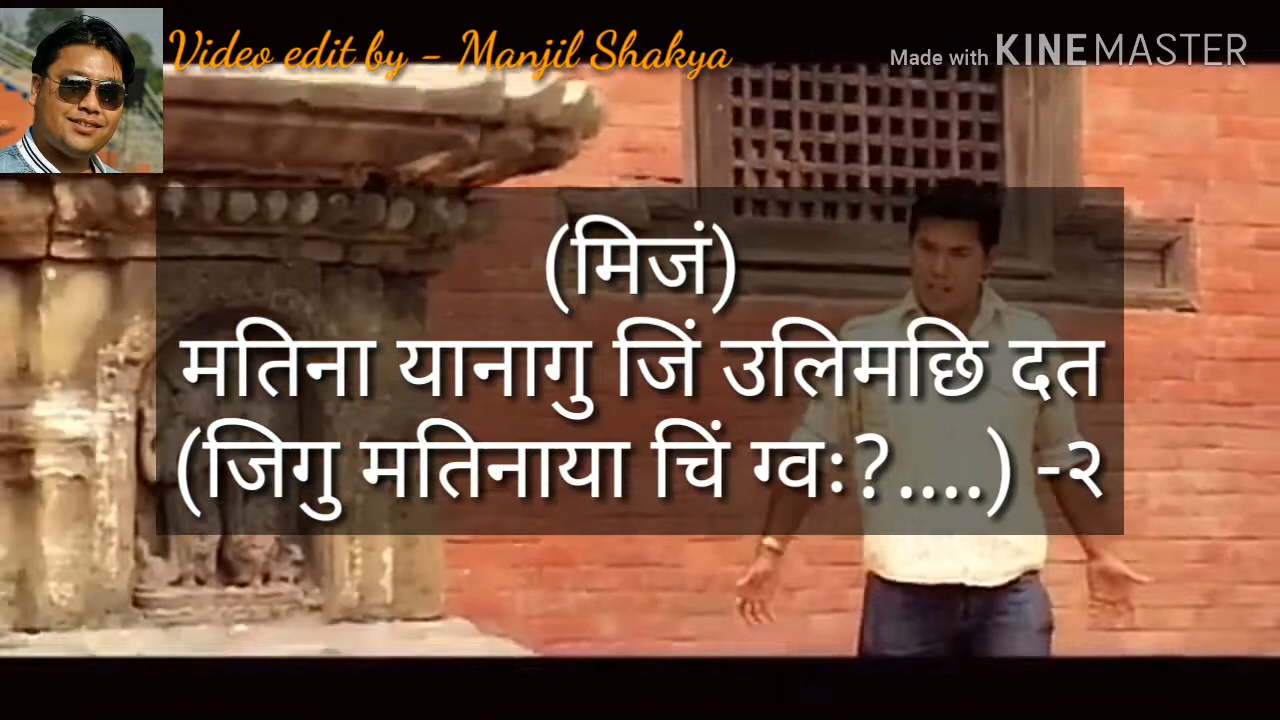 Video edit by - Manjil Shakya
Made with KINEMASTER
(मिजं)
मतिना यानागु जिं उलिमछि दत
(जिगु मतिनाया चिं ग्वः?....) -२